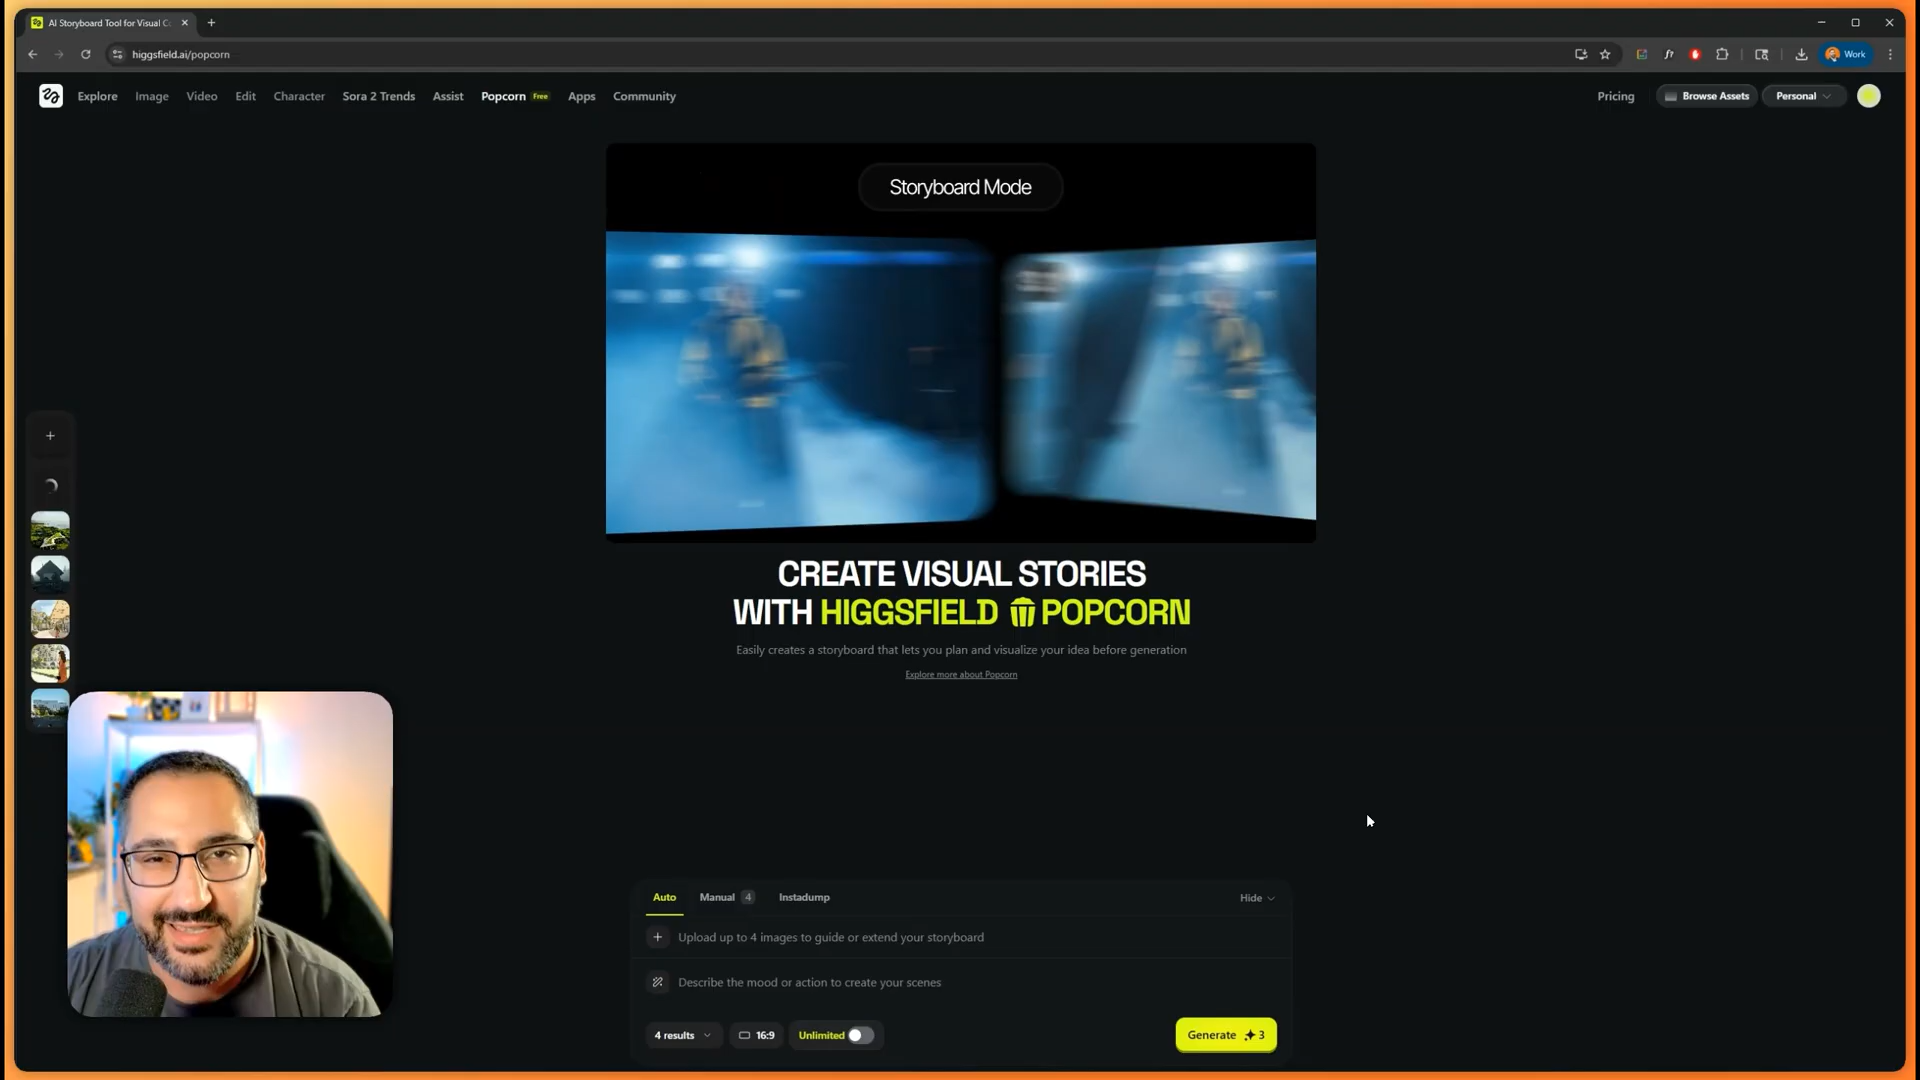 AI Storyboard Tool for Visual C
higgsfield.ai/popcorn
Work
Explore
Image
Video
Edit
Character
Sora 2 Trends
Assist
Popcorn
Free
Apps
Community
Pricing
Browse Assets
Personal
Storyboard Mode
CREATE VISUAL STORIES
WITH HIGGSFIELD POPCORN
Easily creates a storyboard that lets you plan and visualize your idea before generation
Explore more about Popcorn
Auto
Manual 4
Instadump
Hide
Upload up to 4 images to guide or extend your storyboard
Describe the mood or action to create your scenes
4 results
16:9
Unlimited
Generate 3